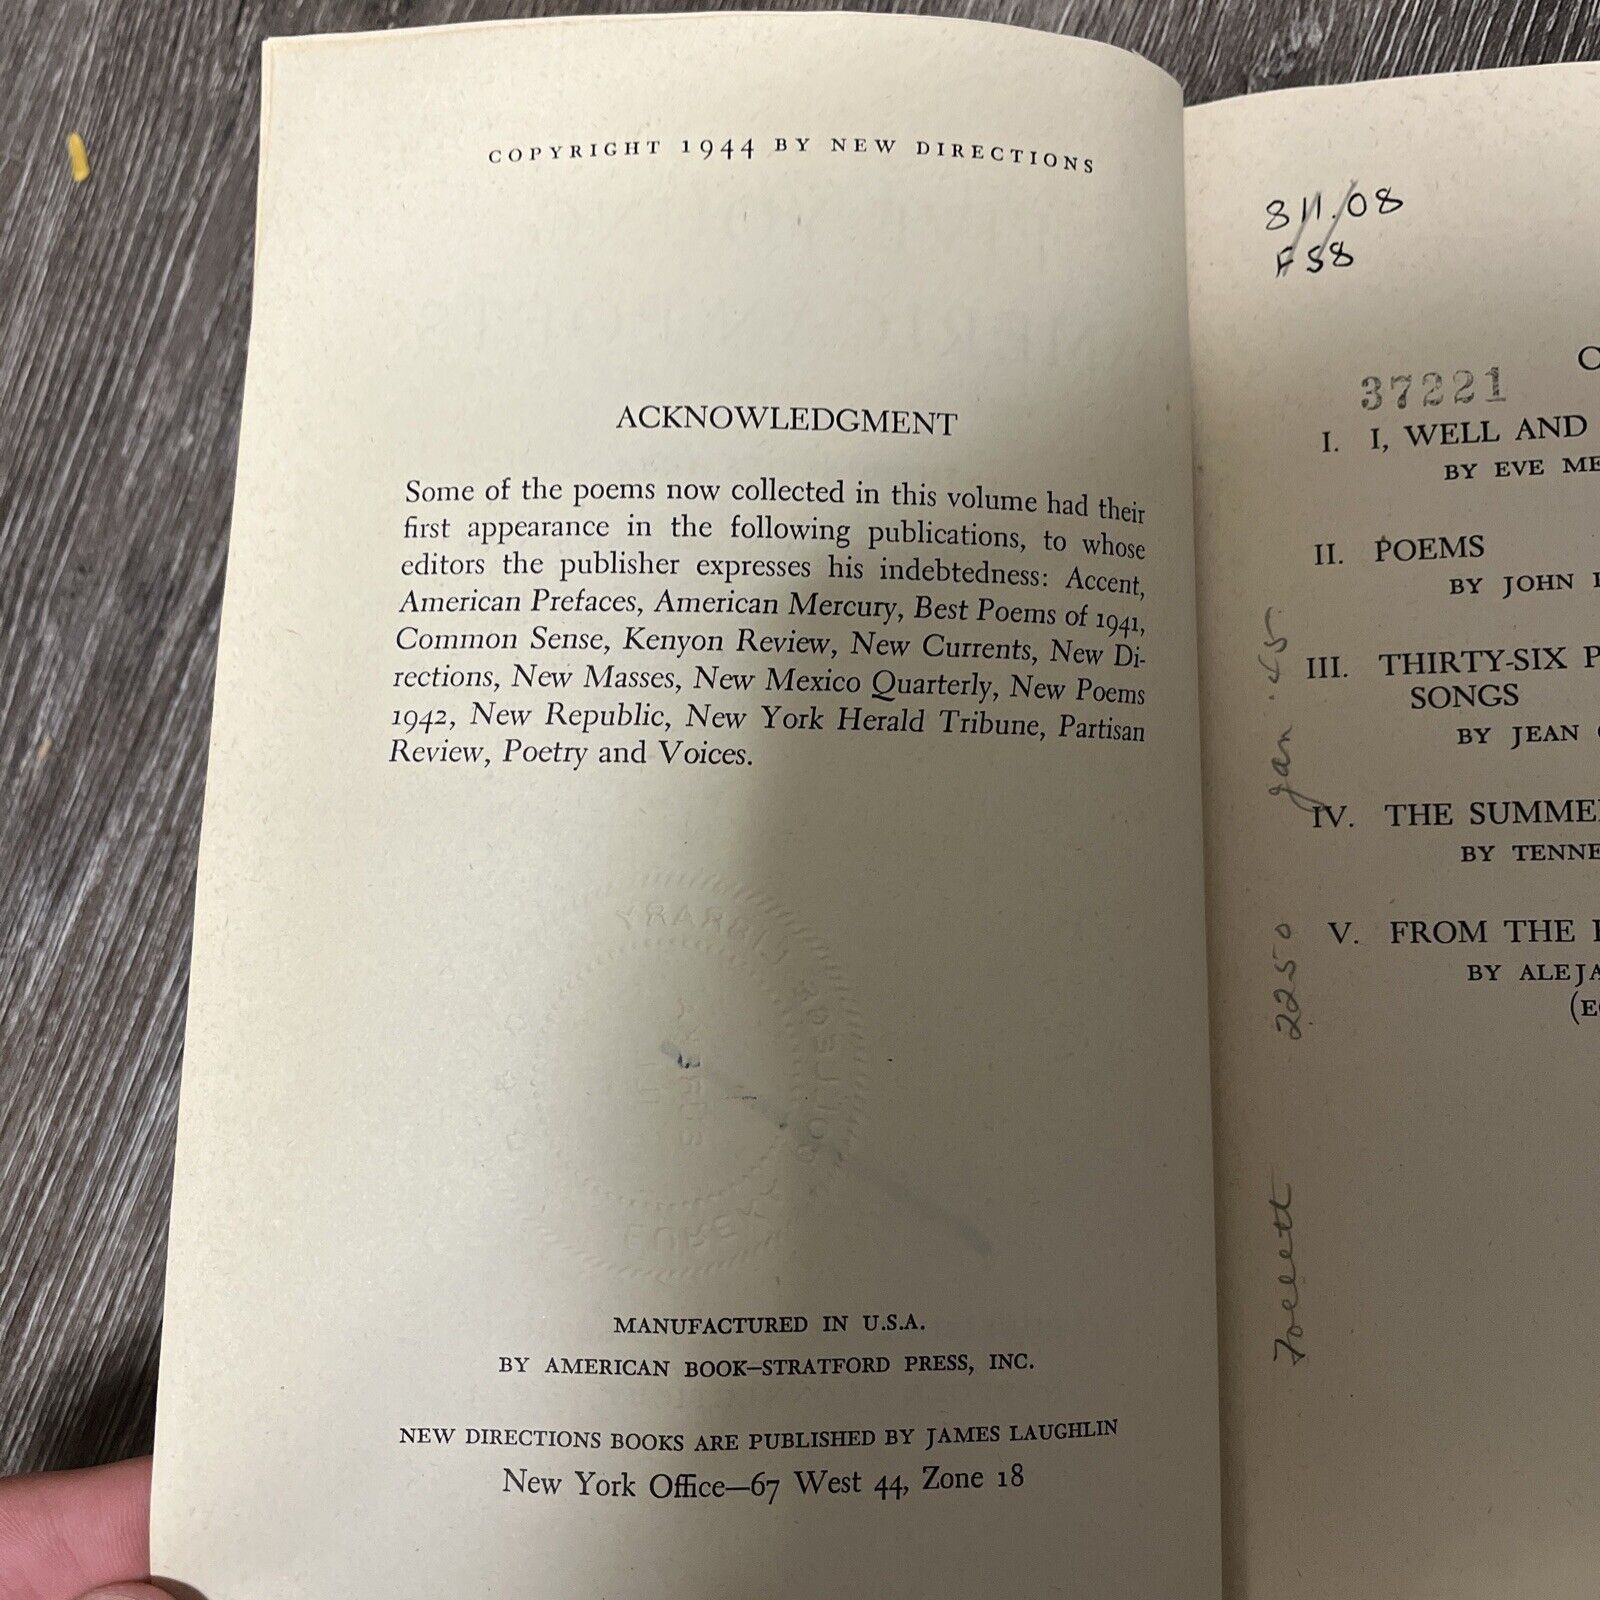 COPYRIGHT 1944 BY NEW DIRECTIONS
ACKNOWLEDGMENT
Some of the poems now collected in this volume had their
first appearance in the following publications, to whose
editors the publisher expresses his indebtedness: Accent,
American Prefaces, American Mercury, Best Poems of 1941,
Common Sense, Kenyon Review, New Currents, New Di-
rections, New Masses, New Mexico Quarterly, New Poems
1942, New Republic, New York Herald Tribune, Partisan
Review, Poetry and Voices.
MANUFACTURED IN U.S.A.
BY AMERICAN BOOK–STRATFORD PRESS, INC.
NEW DIRECTIONS BOOKS ARE PUBLISHED BY JAMES LAUGHLIN
New York Office—67 West 44, Zone 18
811.08
F58
37221
I. I, WELL AND
BY EVE ME
II. POEMS
BY JOHN
III. THIRTY-SIX P
SONGS
BY JEAN
IV. THE SUMME
BY TENNE
V. FROM THE
BY ALEJA
Jan. 45
2250